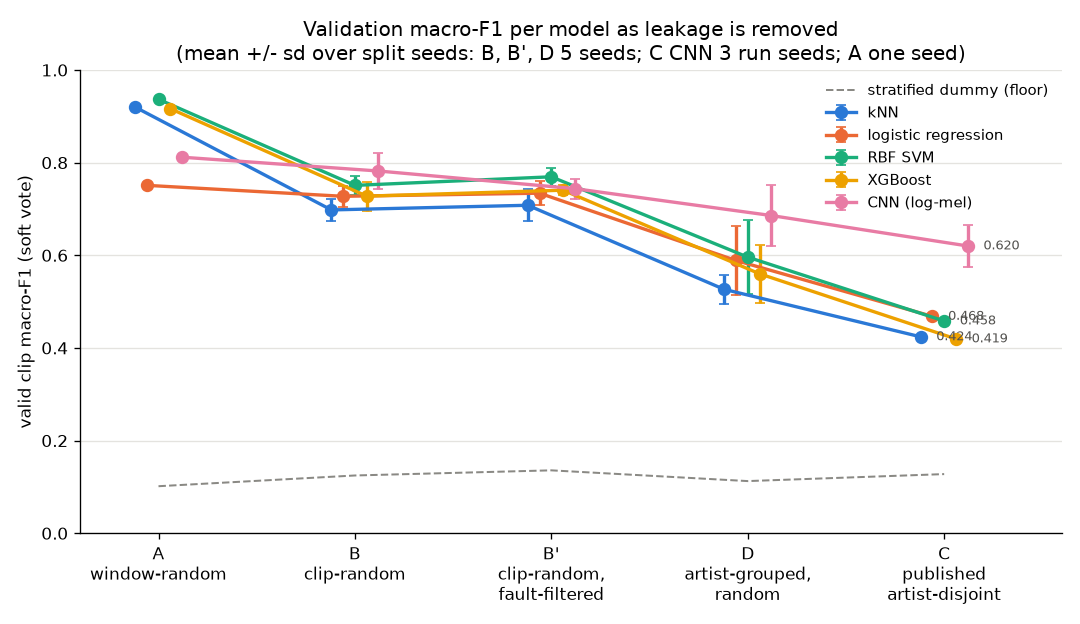 Validation macro-F1 per model as leakage is removed
(mean +/- sd over split seeds: B, B', D 5 seeds; C CNN 3 run seeds; A one seed)
valid clip macro-F1 (soft vote)
1.0
0.8
0.6
0.4
0.2
0.0
stratified dummy (floor)
kNN
logistic regression
RBF SVM
XGBoost
CNN (log-mel)
0.620
0.468
0.458
0.424
0.419
A
window-random
B
clip-random
B'
clip-random,
fault-filtered
D
artist-grouped,
random
C
published
artist-disjoint